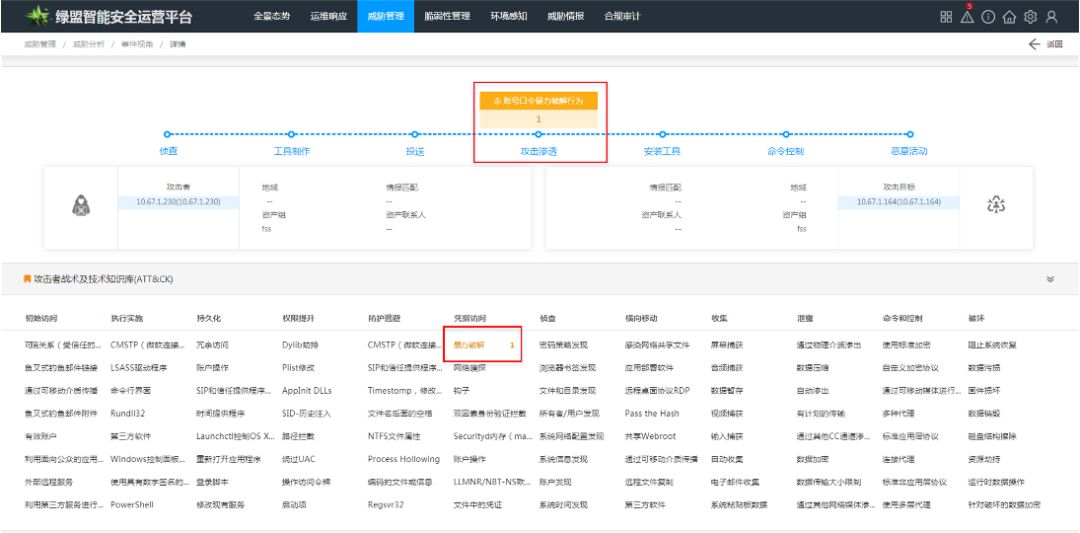 绿盟智能安全运营平台 全景态势 运维响应 威胁管理 脆弱性管理 环境感知 威胁情报 合规审计 5
威胁管理 / 威胁分析 / 事件视角 / 详情 返回
账号口令暴力破解行为
1
侦查 工具制作 投送 攻击渗透 安装工具 命令控制 恶意活动
攻击者 地域 情报匹配 情报匹配 地域 攻击目标
10.67.1.230(10.67.1.230) -- -- -- -- 10.67.1.164(10.67.1.164)
资产组 资产联系人 资产联系人 资产组
fss -- -- fss
攻击者战术及技术知识库(ATT&CK)
初始访问 执行实施 持久化 权限提升 防护逃避 凭据访问 侦查 横向移动 收集 泄露 命令和控制 破坏
可信关系（受信任的... CMSTP（微软连接... 冗余访问 Dylib劫持 CMSTP（微软连接... 暴力破解 1 密码策略发现 感染网络共享文件 屏幕捕获 通过物理介质渗出 使用标准加密 阻止系统恢复
鱼叉式钓鱼邮件链接 LSASS驱动程序 账户操作 Plist修改 SIP和信任提供程序... 网络嗅探 浏览器书签发现 应用部署软件 音频捕获 数据压缩 自定义加密协议 数据污损
通过可移动介质传播 命令行界面 SIP和信任提供程序... AppInit DLLs Timestomp，修改... 钩子 文件和目录发现 远程桌面协议RDP 数据暂存 自动渗出 通过可移动媒体进行... 固件损坏
鱼叉式钓鱼邮件附件 Rundll32 时间提供程序 SID-历史注入 文件名后面的空格 双因素身份验证拦截 所有者/用户发现 Pass the Hash 视频捕获 有计划的传输 多种代理 数据销毁
有效账户 第三方软件 Launchctl控制OS X... 路径拦截 NTFS文件属性 Securityd内存（ma... 系统网络配置发现 共享Webroot 输入捕获 通过其他CC通道渗... 标准应用层协议 磁盘结构擦除
利用面向公众的应用... Windows控制面板... 重新打开应用程序 绕过UAC Process Hollowing 账户操作 系统信息发现 通过可移动介质传播 自动收集 数据加密 连接代理 资源劫持
外部远程服务 使用具有数字签名的... 登录脚本 操作访问令牌 编码的文件或信息 LLMNR/NBT-NS欺... 账户发现 远程文件复制 电子邮件收集 数据传输大小限制 标准非应用层协议 运行时数据操作
利用第三方服务进行... PowerShell 修改现有服务 启动项 Regsvr32 文件中的凭证 系统时间发现 第三方软件 系统粘贴板数据 通过其他网络媒体渗... 使用多层代理 针对破坏的数据加密